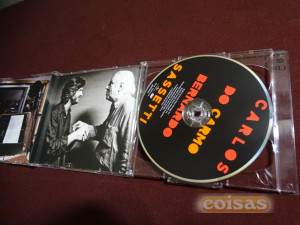 CARLOS
DO CARMO
BERNARDO
SASSETTI
coisas